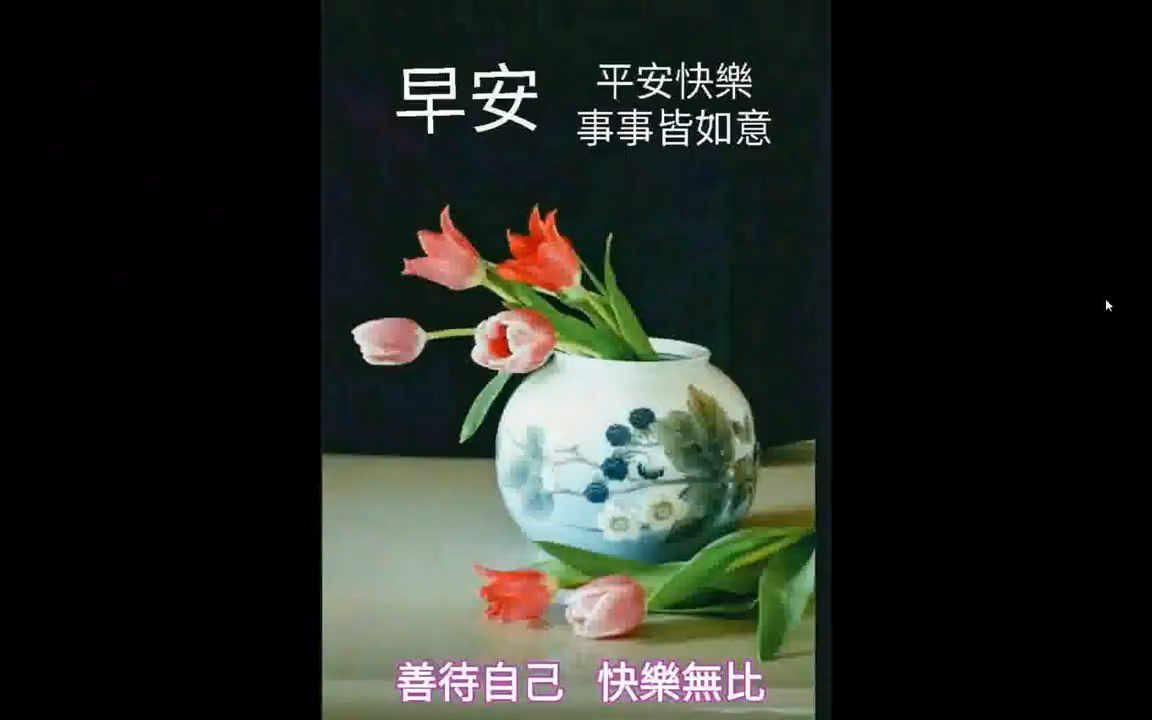 早安
平安快樂
事事皆如意
善待自己 快樂無比